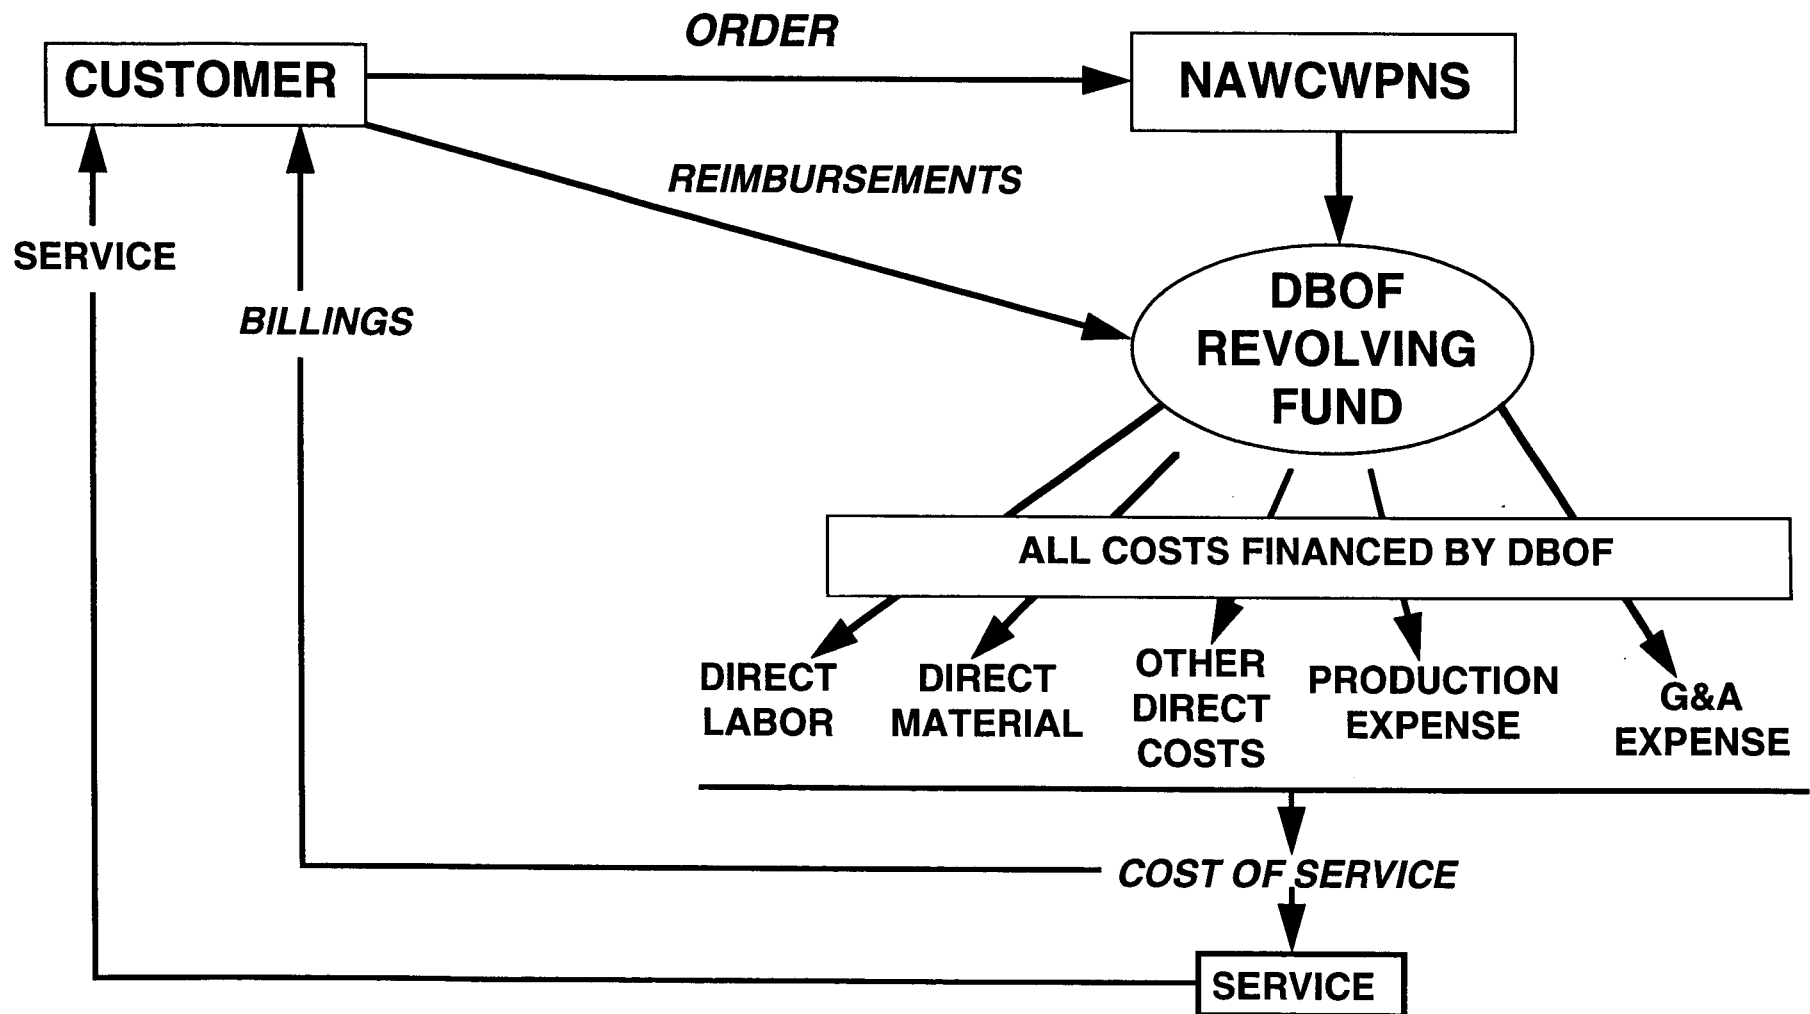 ORDER
CUSTOMER
NAWCWPNS
REIMBURSEMENTS
SERVICE
BILLINGS
DBOF
REVOLVING
FUND
ALL COSTS FINANCED BY DBOF
DIRECT
LABOR
DIRECT
MATERIAL
OTHER
DIRECT
COSTS
PRODUCTION
EXPENSE
G&A
EXPENSE
COST OF SERVICE
SERVICE